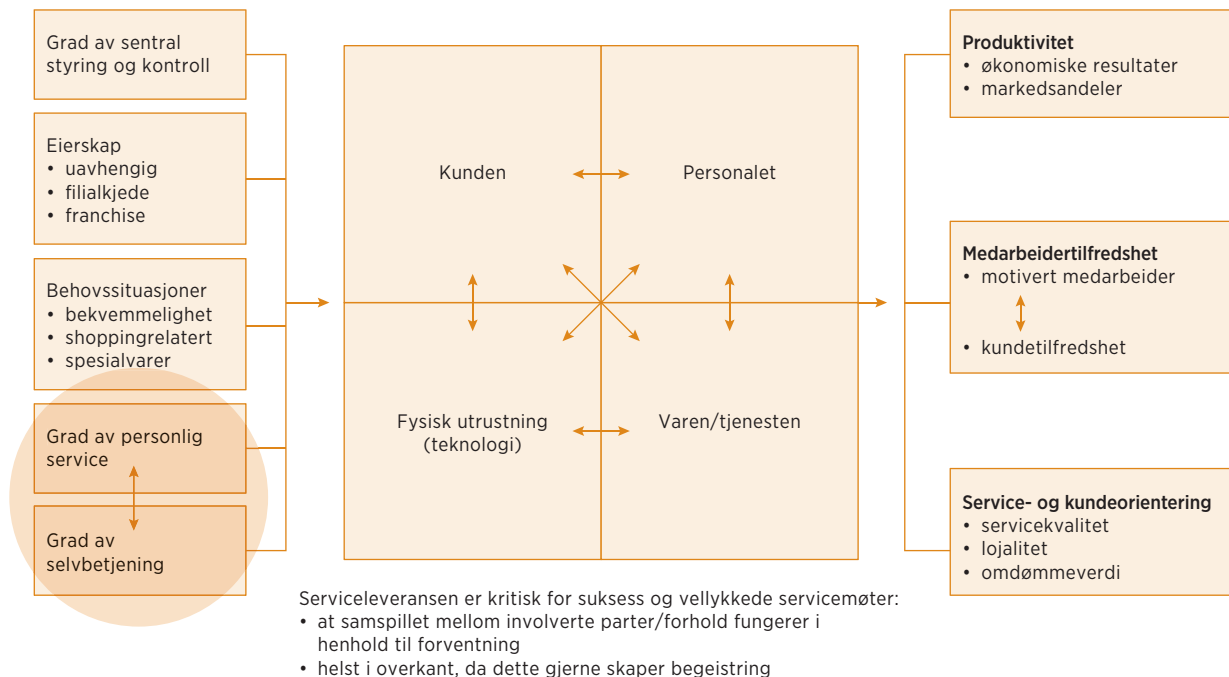 Grad av sentral
styring og kontroll
Eierskap
• uavhengig
• filialkjede
• franchise
Behovssituasjoner
• bekvemmelighet
• shoppingrelatert
• spesialvarer
Grad av personlig
service
Grad av
selvbetjening
Kunden
Personalet
Fysisk utrustning
(teknologi)
Varen/tjenesten
Produktivitet
• økonomiske resultater
• markedsandeler
Medarbeidertilfredshet
• motivert medarbeider
• kundetilfredshet
Service- og kundeorientering
• servicekvalitet
• lojalitet
• omdømmeverdi
Serviceleveransen er kritisk for suksess og vellykkede servicemøter:
• at samspillet mellom involverte parter/forhold fungerer i
henhold til forventning
• helst i overkant, da dette gjerne skaper begeistring